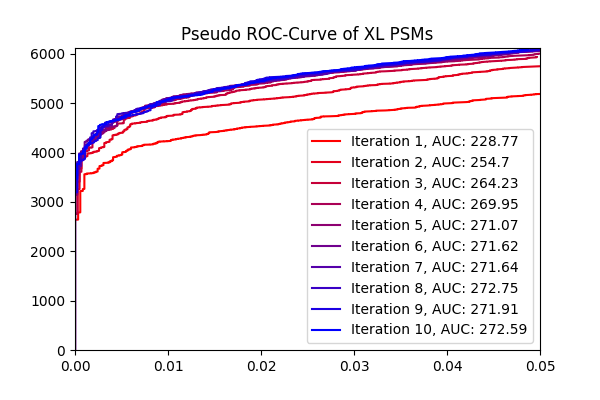 Pseudo ROC-Curve of XL PSMs
6000
5000
4000
3000
2000
1000
0
Iteration 1, AUC: 228.77
Iteration 2, AUC: 254.7
Iteration 3, AUC: 264.23
Iteration 4, AUC: 269.95
Iteration 5, AUC: 271.07
Iteration 6, AUC: 271.62
Iteration 7, AUC: 271.64
Iteration 8, AUC: 272.75
Iteration 9, AUC: 271.91
Iteration 10, AUC: 272.59
0.00 0.01 0.02 0.03 0.04 0.05